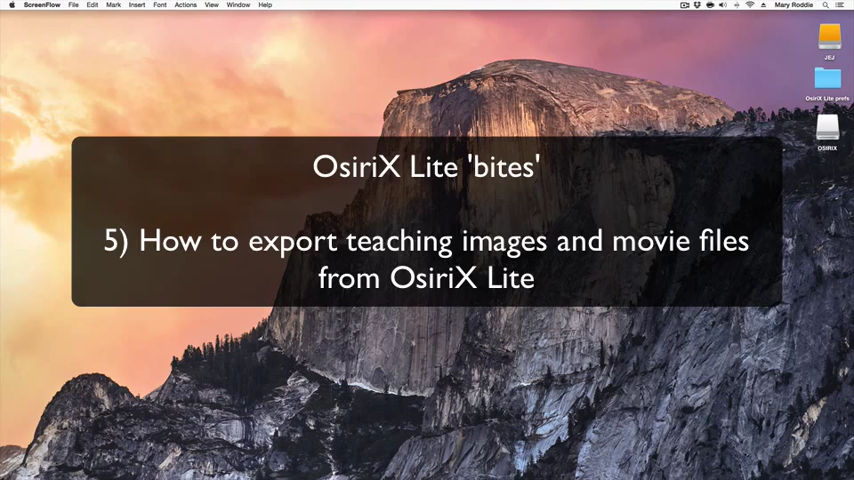 ScreenFlow File Edit Mark Insert Font Actions View Window Help Mary Roddie
JEJ
OsiriX Lite prefs
OSIRIX
OsiriX Lite 'bites'
5) How to export teaching images and movie files
from OsiriX Lite